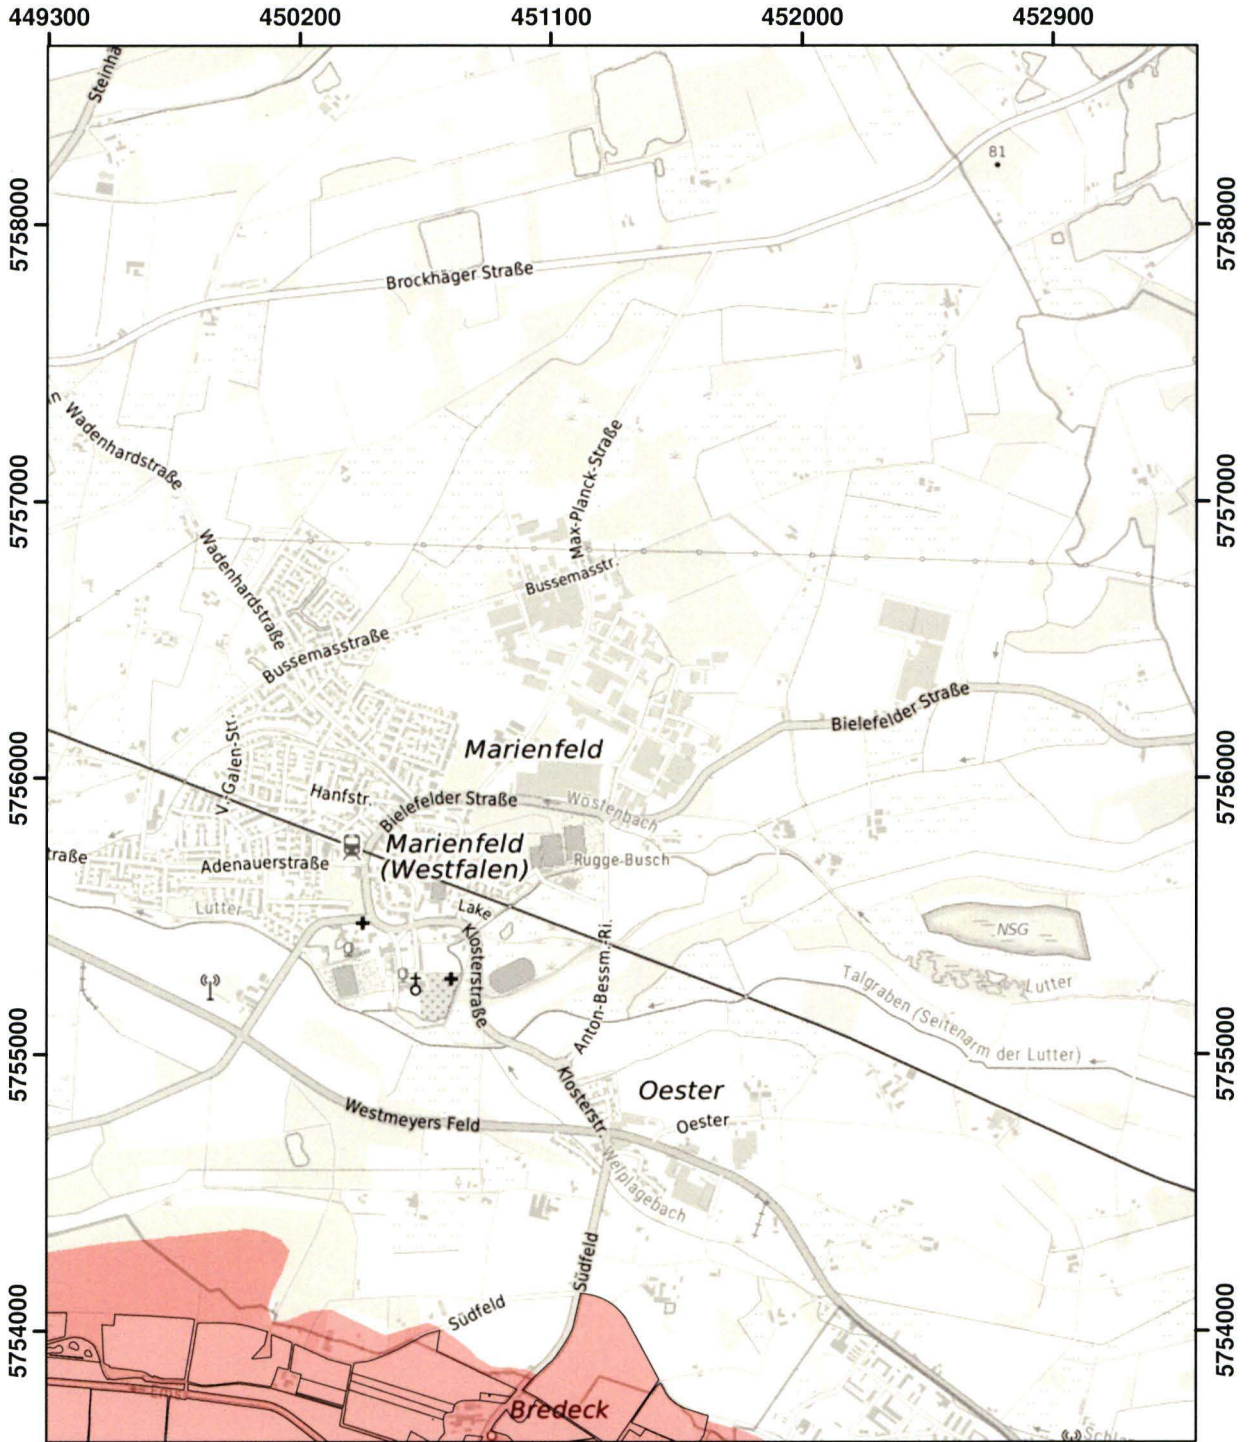 449300 450200 451100 452000 452900
Steinha
81
5758000
5758000
Brockhäger Straße
Wadenhardstraße
Max-Planck-Straße
5757000
5757000
Wadenhardstraße
Bussemasstr.
Bussemasstraße
Bielefelder Straße
V.-Galen-Str.
Marienfeld
5756000
5756000
Hanfstr.
Bielefelder Straße
Wöstenbach
Marienfeld
(Westfalen)
traße
Adenauerstraße
Rugge-Busch
Lutter
Lake
NSG
Klosterstraße
Anton-Bessm.-Ri.
Lutter
Talgraben (Seitenarm der Lutter)
5755000
5755000
Klosterstr.
Oester
Westmeyers Feld
Oester
Welplagebach
Südfeld
Südfeld
5754000
5754000
Ems
Bredeck